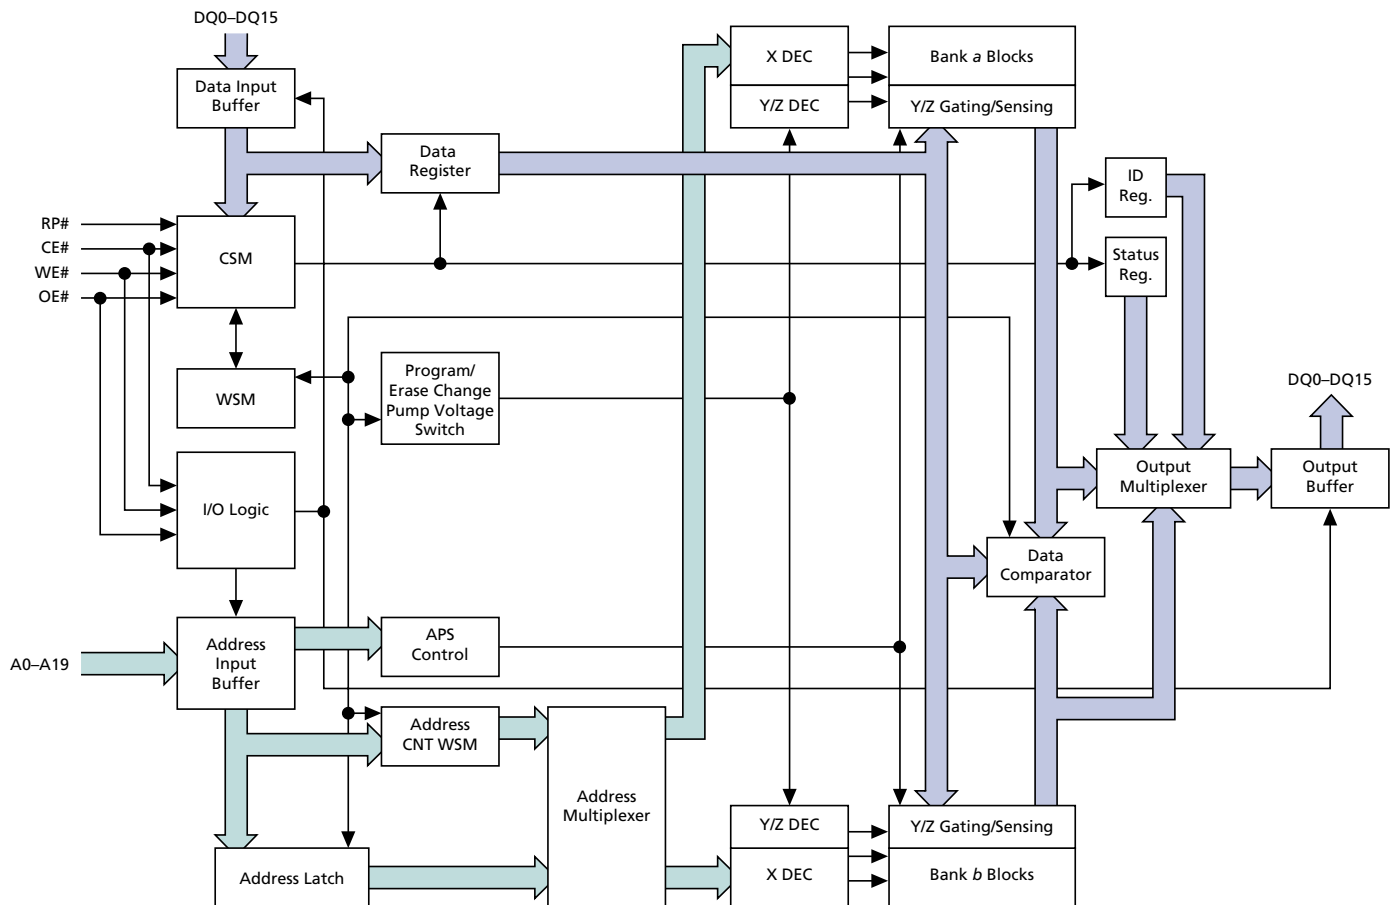 DQ0–DQ15
Data Input
Buffer
Data
Register
X DEC
Y/Z DEC
Bank a Blocks
Y/Z Gating/Sensing
ID
Reg.
Status
Reg.
RP#
CE#
WE#
OE#
CSM
WSM
Program/
Erase Change
Pump Voltage
Switch
I/O Logic
DQ0–DQ15
Output
Multiplexer
Output
Buffer
Data
Comparator
A0–A19
Address
Input
Buffer
APS
Control
Address
CNT WSM
Address
Multiplexer
Address Latch
Y/Z DEC
X DEC
Y/Z Gating/Sensing
Bank b Blocks